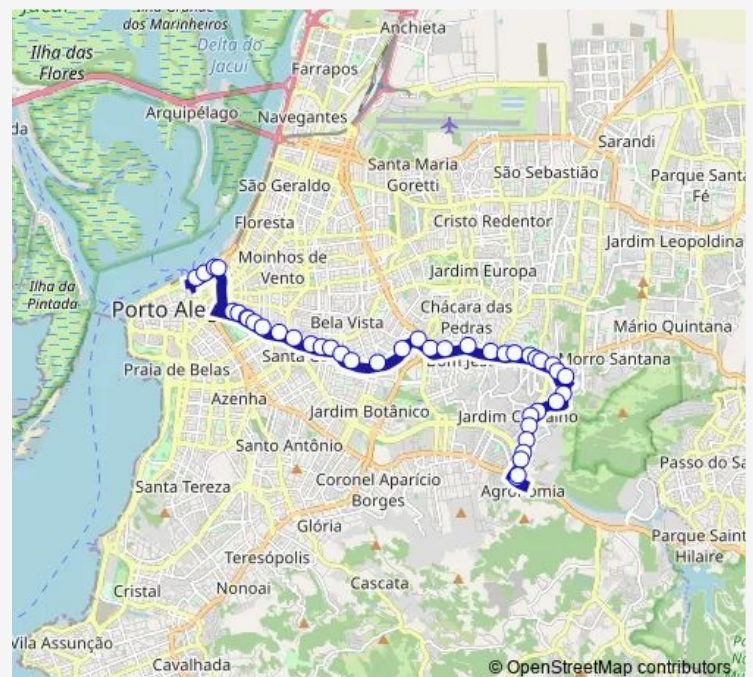 dos Marinheiros
Anchieta
Ilha das
Flores
Delta do
Jacuí
Farrapos
Arquipélago
Navegantes
Sarandi
Santa Maria
Goretti
São Sebastião
Parque Santa
Fé
São Geraldo
Floresta
Cristo Redentor
Jardim Leopoldina
Moinhos de
Vento
Jardim Europa
Ilha da
Pintada
Porto Ale
Chácara das
Pedras
Bela Vista
Mário Quintana
Praia de Belas
Santa
Morro Santana
Azenha
Jardim Botânico
Jardim
Santo Antônio
Santa Tereza
Coronel Aparício
Borges
Agronomia
Passo do Sa
Glória
Parque Saint
Hilaire
Teresópolis
Cascata
Cristal
Nonoai
Vila Assunção
Cavalhada
© OpenStreetMap contributors